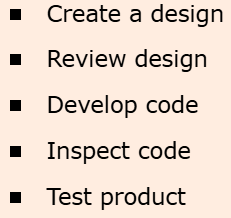 ▪ Create a design
▪ Review design
▪ Develop code
▪ Inspect code
▪ Test product